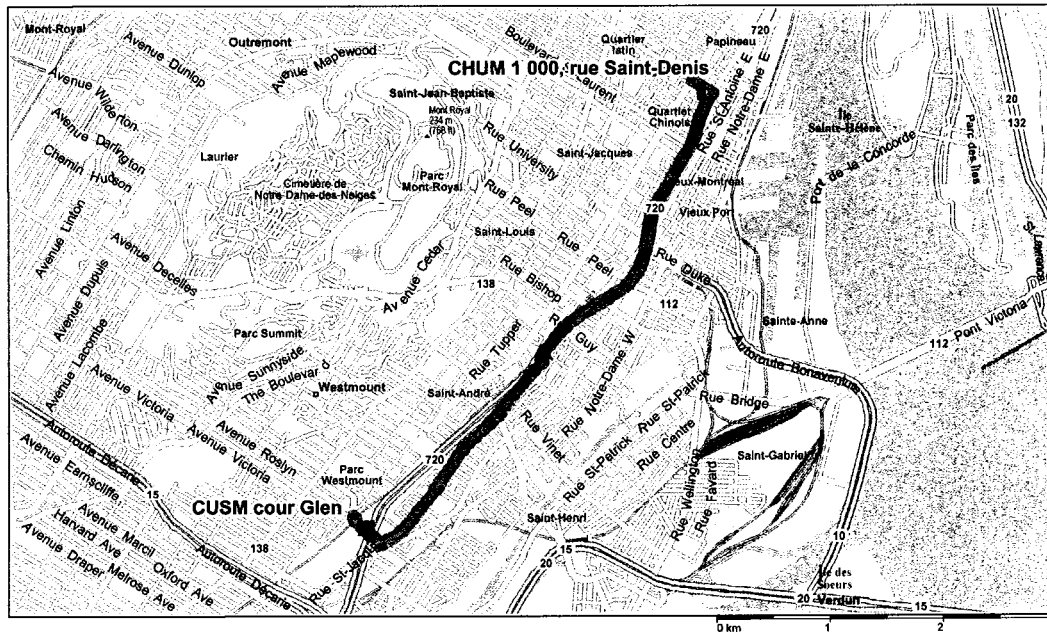 Mont-Royal
Avenue Dunlop
Outremont
Avenue Maplewood
Boulevard
Laurent
Quartier
latin
Papineau
720
CHUM 1 000, rue Saint-Denis
Avenue Wilderton
Saint-Jean-Baptiste
Mont Royal
234 m
(768 ft)
Quartier
Chinois
Rue St-Antoine E
Rue Notre-Dame E
Île
Sainte-Hélène
20
132
Avenue Darlington
Chemin Hudson
Laurier
Rue University
Saint-Jacques
Parc des Iles
Pont de la Concorde
Cimetière de
Notre-Dame-des-Neiges
Parc
Mont-Royal
Rue Peel
Vieux-Montréal
Vieux Port
720
Avenue Linton
Avenue Decelles
Saint-Louis
Rue Peel
Rue Duke
St. Lawrence
Avenue Cedar
138
Rue Bishop
112
Avenue Dupuis
Avenue Lacombe
Parc Summit
Avenue Sunnyside
The Boulevard
Westmount
Rue Tupper
Rue Guy
Sainte-Anne
112
Pont Victoria
Autoroute Bonaventure
Rue Notre-Dame W
Saint-André
Avenue Victoria
Avenue Victoria
Avenue Roslyn
Rue Vinet
Rue St-Patrick
Rue St-Patrick
Rue Centre
Rue Bridge
Autoroute Décarie
15
Avenue Earnscliffe
Parc
Westmount
720
Rue Wellington
Rue Favard
Saint-Gabriel
CUSM cour Glen
Avenue Marcil
Oxford Ave
Harvard Ave
Melrose Ave
Avenue Draper
138
Autoroute Décarie
Saint-Henri
20
15
10
Île des
Soeurs
Verdun
20
15
0 km
1
2